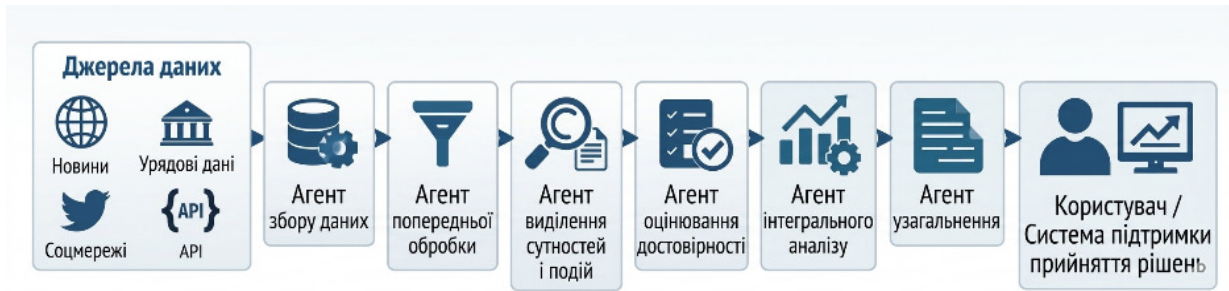 Джерела даних
Новини
Урядові дані
{API}
Соцмережі
API
Агент
збору даних
Агент
попередньої
обробки
C
Агент
виділення
сутностей
і подій
Агент
оцінювання
достовірності
Агент
інтегрального
аналізу
Агент
узагальнення
Користувач /
Система підтримки
прийняття рішень